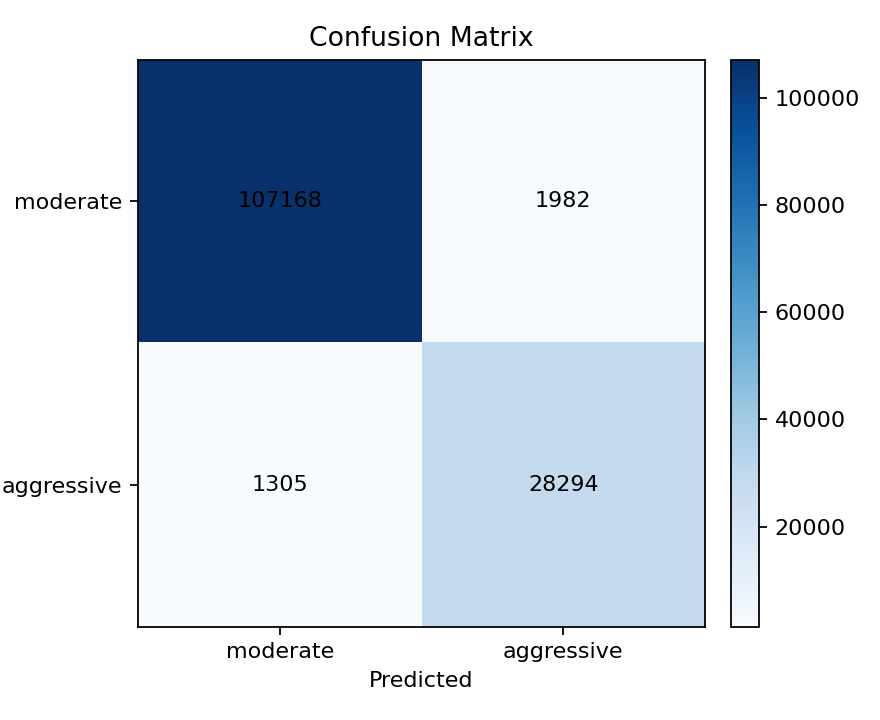 Confusion Matrix
100000
moderate
107168
1982
80000
60000
40000
aggressive
1305
28294
20000
moderate
aggressive
Predicted